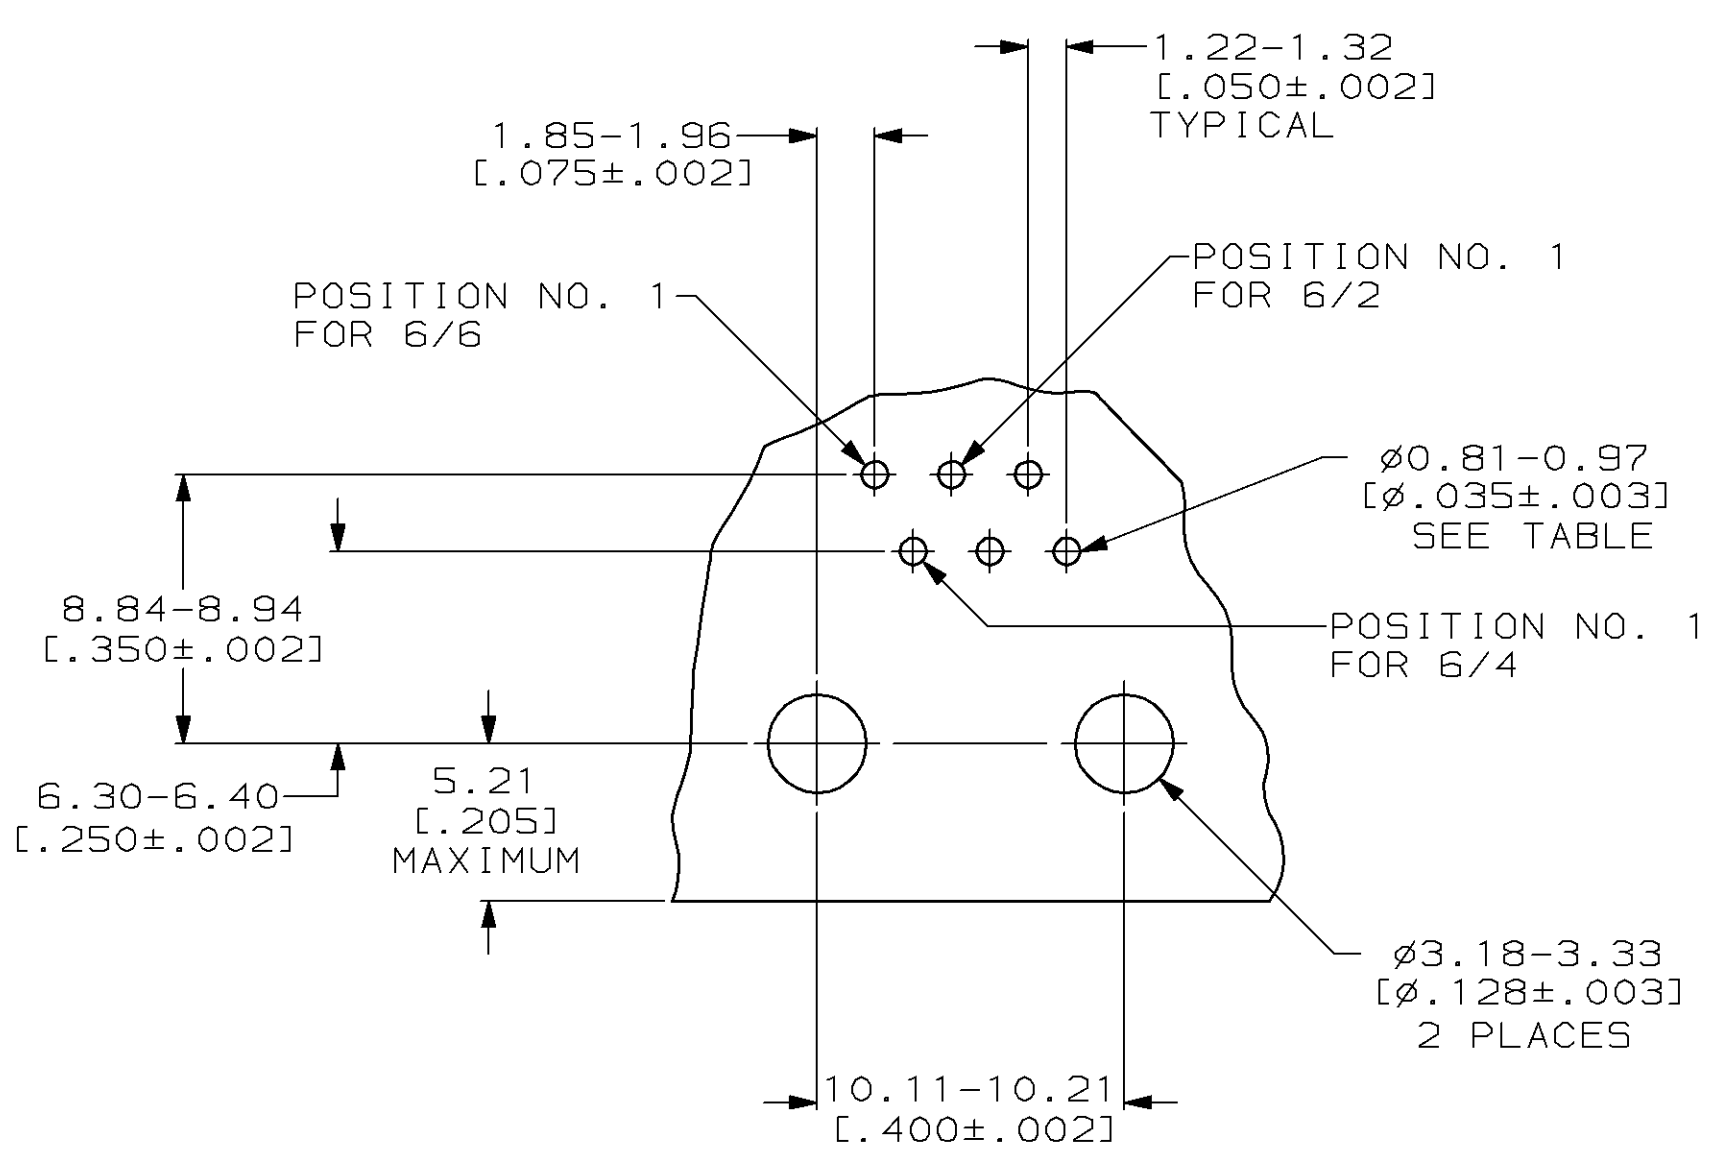 1.22-1.32
[.050±.002]
TYPICAL
1.85-1.96
[.075±.002]
POSITION NO. 1
FOR 6/2
POSITION NO. 1
FOR 6/6
⌀0.81-0.97
[⌀.035±.003]
SEE TABLE
8.84-8.94
[.350±.002]
POSITION NO. 1
FOR 6/4
6.30-6.40
[.250±.002]
5.21
[.205]
MAXIMUM
⌀3.18-3.33
[⌀.128±.003]
2 PLACES
10.11-10.21
[.400±.002]